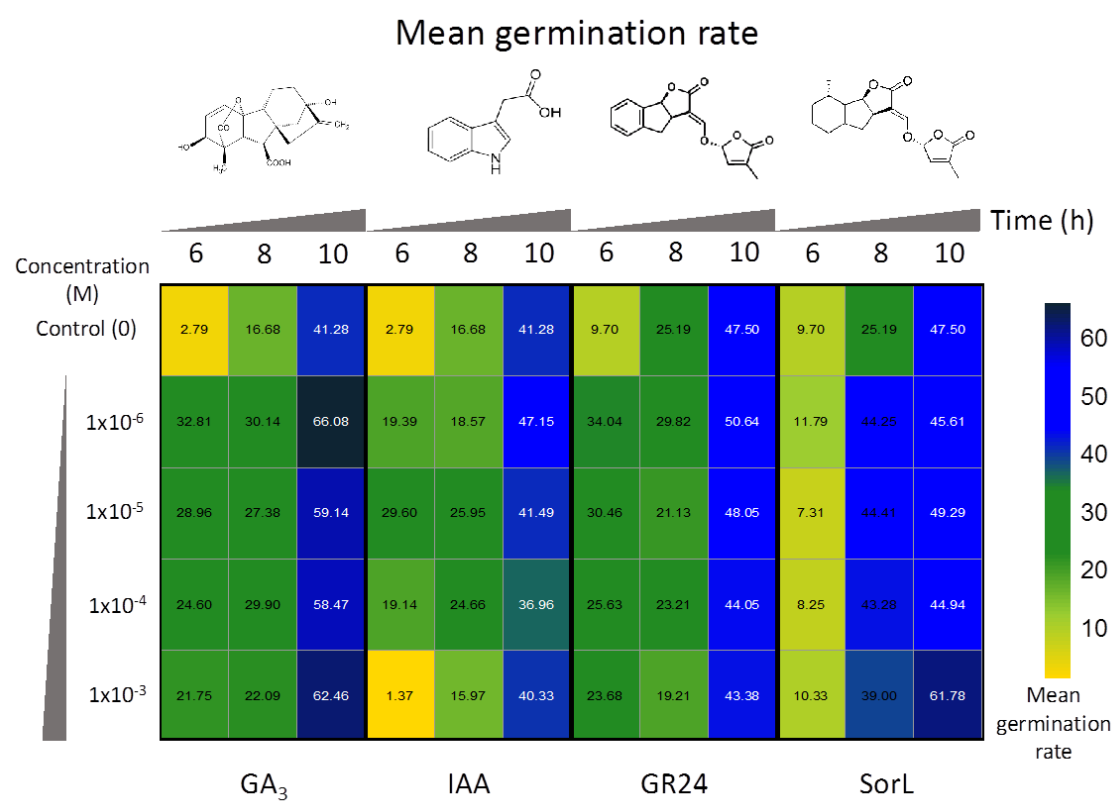 Mean germination rate
O
CO
OH
CH₂
HO
H₃C
COOH
O
OH
N
H
O
O
O
O
O
O
O
O
O
O
Time (h)
6 8 10 6 8 10 6 8 10 6 8 10
Concentration
(M)
Control (0)
2.79 16.68 41.28 2.79 16.68 41.28 9.70 25.19 47.50 9.70 25.19 47.50
1x10⁻⁶ 32.81 30.14 66.08 19.39 18.57 47.15 34.04 29.82 50.64 11.79 44.25 45.61
1x10⁻⁵ 28.96 27.38 59.14 29.60 25.95 41.49 30.46 21.13 48.05 7.31 44.41 49.29
1x10⁻⁴ 24.60 29.90 58.47 19.14 24.66 36.96 25.63 23.21 44.05 8.25 43.28 44.94
1x10⁻³ 21.75 22.09 62.46 1.37 15.97 40.33 23.68 19.21 43.38 10.33 39.00 61.78
60
50
40
30
20
10
Mean
germination
rate
GA₃ IAA GR24 SorL